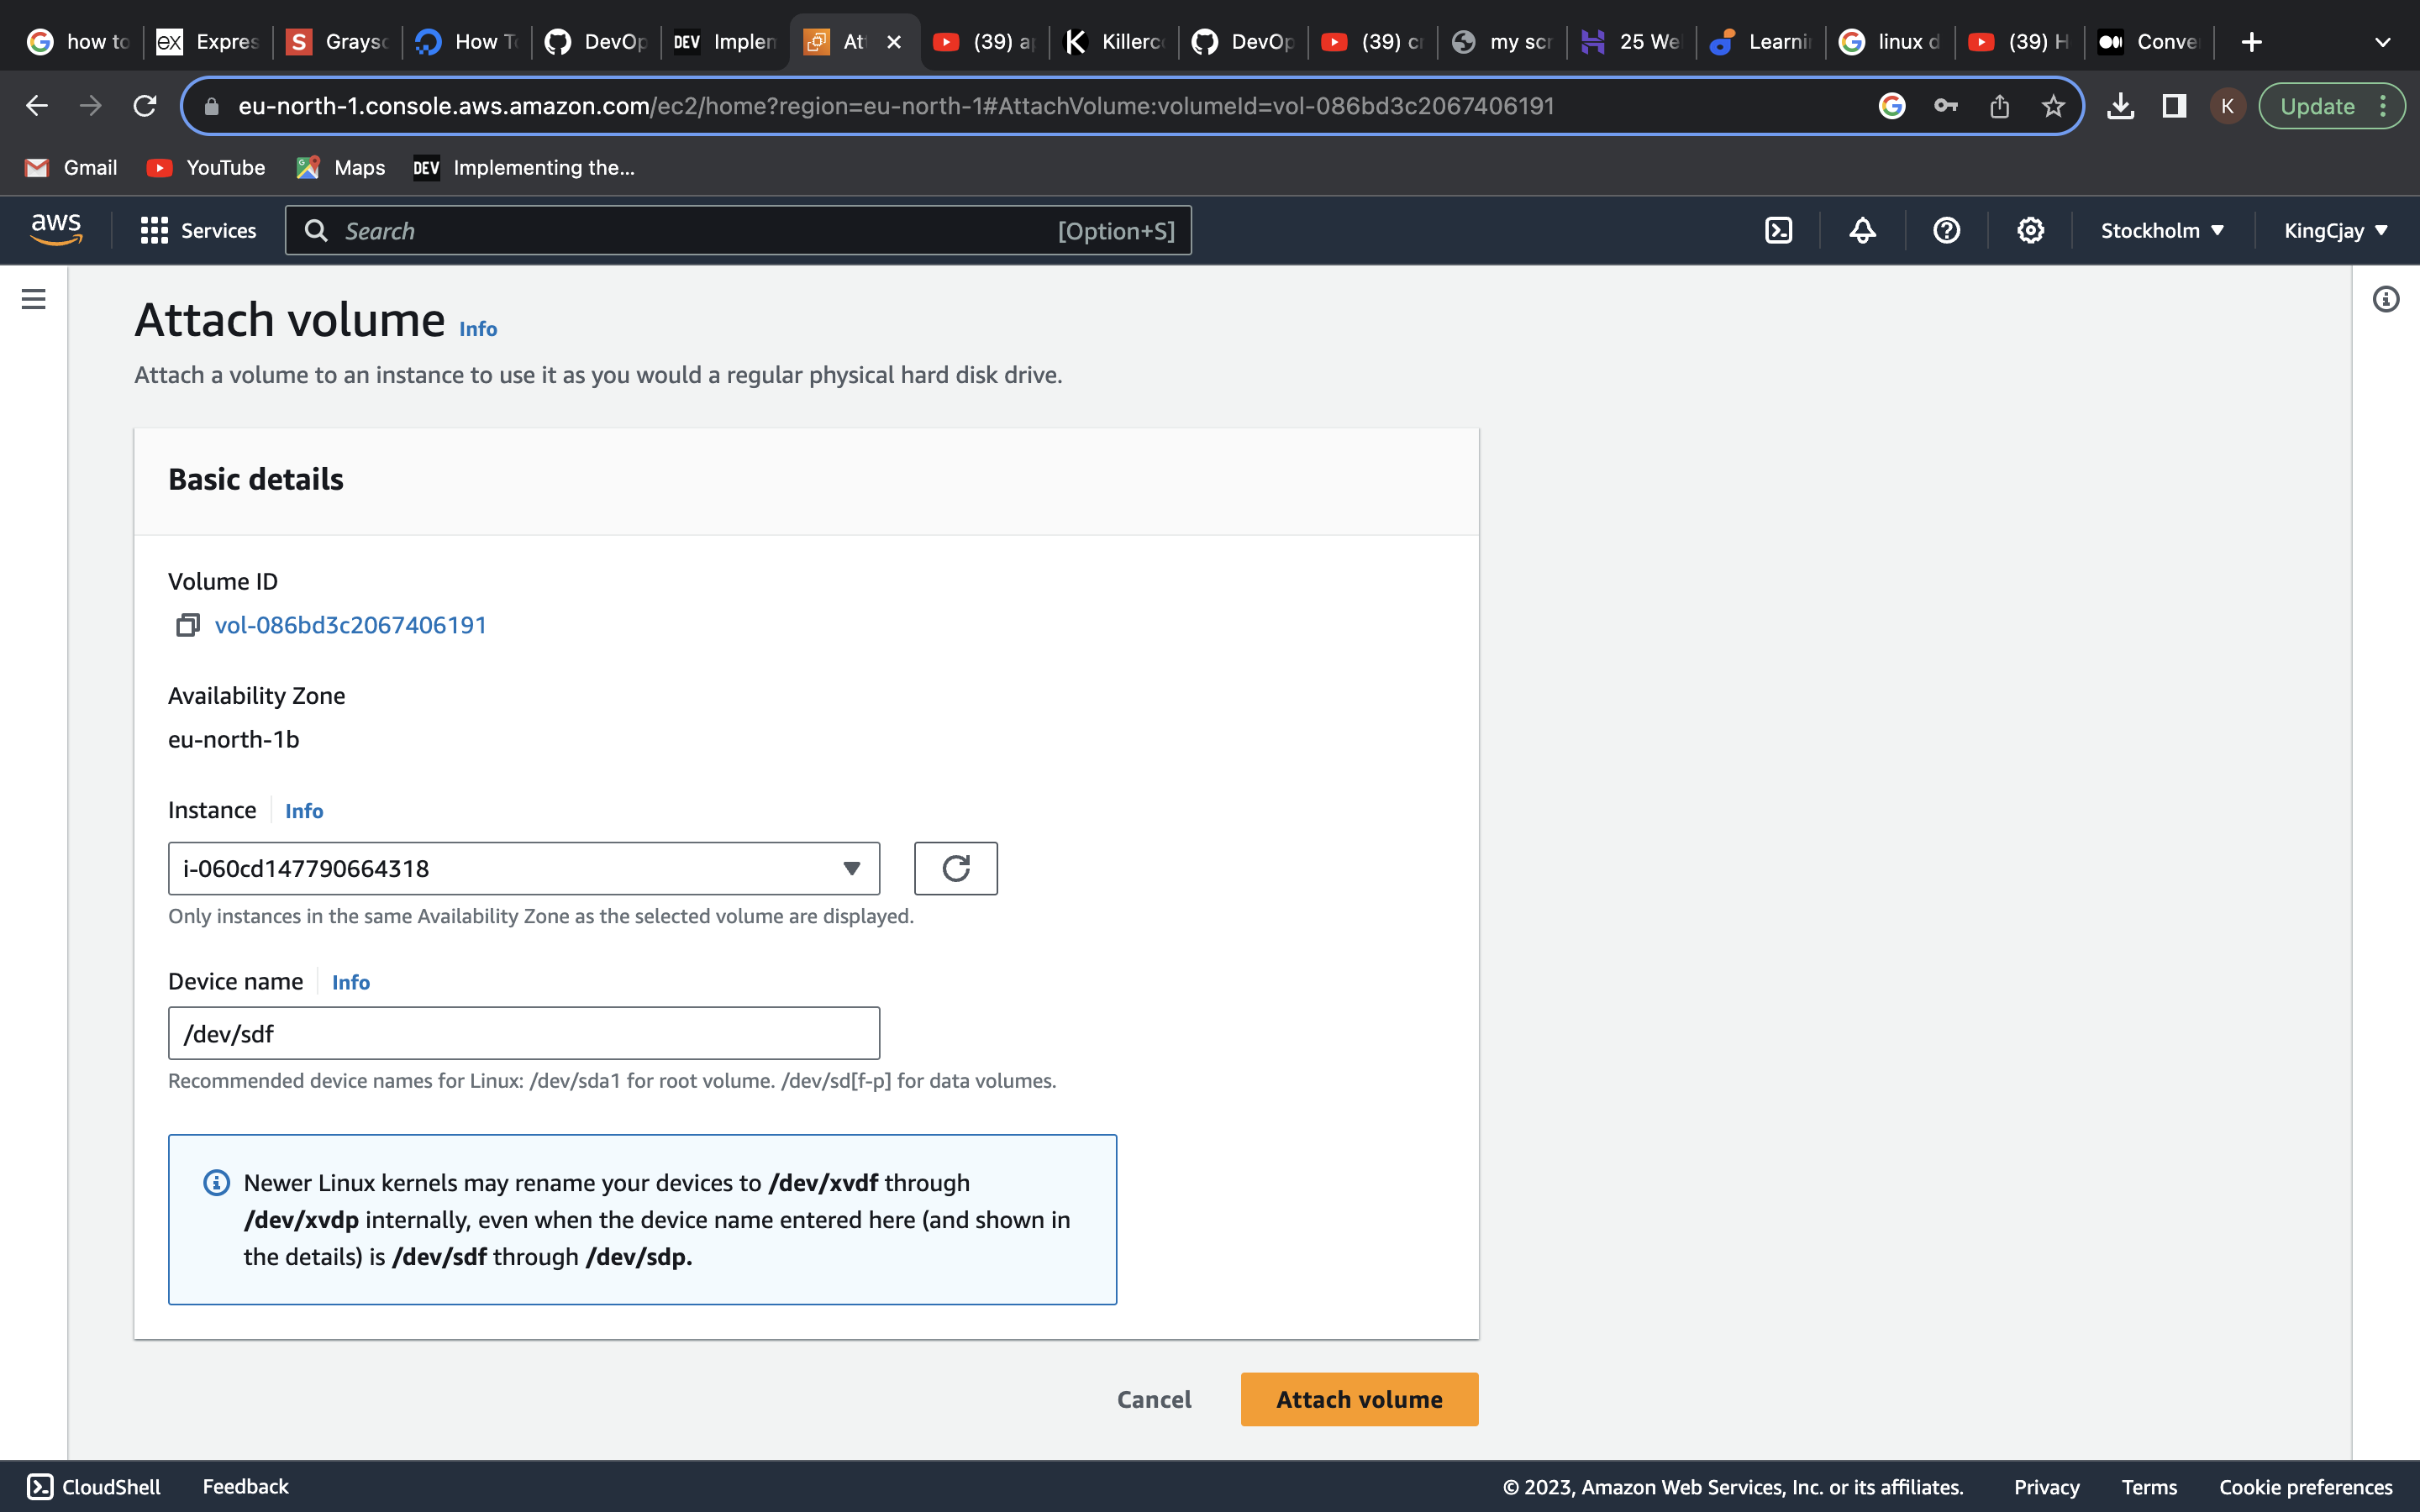 how to
Expres
Graysc
How T
DevOp
DEV Implen
At
(39) a
Killerc
DevOp
(39) c
my scr
25 We
Learni
linux d
(39) H
Conve
eu-north-1.console.aws.amazon.com/ec2/home?region=eu-north-1#AttachVolume:volumeId=vol-086bd3c2067406191
K
Update
Gmail
YouTube
Maps
DEV Implementing the...
aws
Services
Search
[Option+S]
Stockholm
KingCjay
Attach volume Info
Attach a volume to an instance to use it as you would a regular physical hard disk drive.
Basic details
Volume ID
vol-086bd3c2067406191
Availability Zone
eu-north-1b
Instance Info
i-060cd147790664318
Only instances in the same Availability Zone as the selected volume are displayed.
Device name Info
/dev/sdf
Recommended device names for Linux: /dev/sda1 for root volume. /dev/sd[f-p] for data volumes.
Newer Linux kernels may rename your devices to /dev/xvdf through
/dev/xvdp internally, even when the device name entered here (and shown in
the details) is /dev/sdf through /dev/sdp.
Cancel
Attach volume
CloudShell
Feedback
© 2023, Amazon Web Services, Inc. or its affiliates.
Privacy
Terms
Cookie preferences